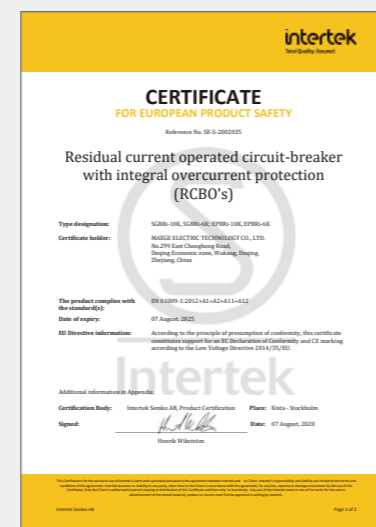 intertek
Total Quality. Assured.
CERTIFICATE
FOR EUROPEAN PRODUCT SAFETY
Reference No. SE-S-2002035
Residual current operated circuit-breaker
with integral overcurrent protection
(RCBO's)
Type designation: SGBRi-10K, SGBRi-6K; EPBRi-10K, EPBRi-6K
Certificate holder: MAXGE ELECTRIC TECHNOLOGY CO., LTD.
No.299 East Changhong Road,
Deqing Economic zone, Wukang, Deqing,
Zhejiang, China
The product complies with
the standard(s): EN 61009-1:2012+A1+A2+A11+A12
Date of expiry: 07 August, 2025
EU Directive information: According to the principle of presumption of conformity, this certificate
constitutes support for an EC Declaration of Conformity and CE marking
according to the Low Voltage Directive 2014/35/EU.
S
Intertek
Additional information in Appendix
Certification Body: Intertek Semko AB, Product Certification Place: Kista - Stockholm
Signed: Date: 07 August, 2020
Henrik Wikström
Intertek Semko AB Page 1 of 2